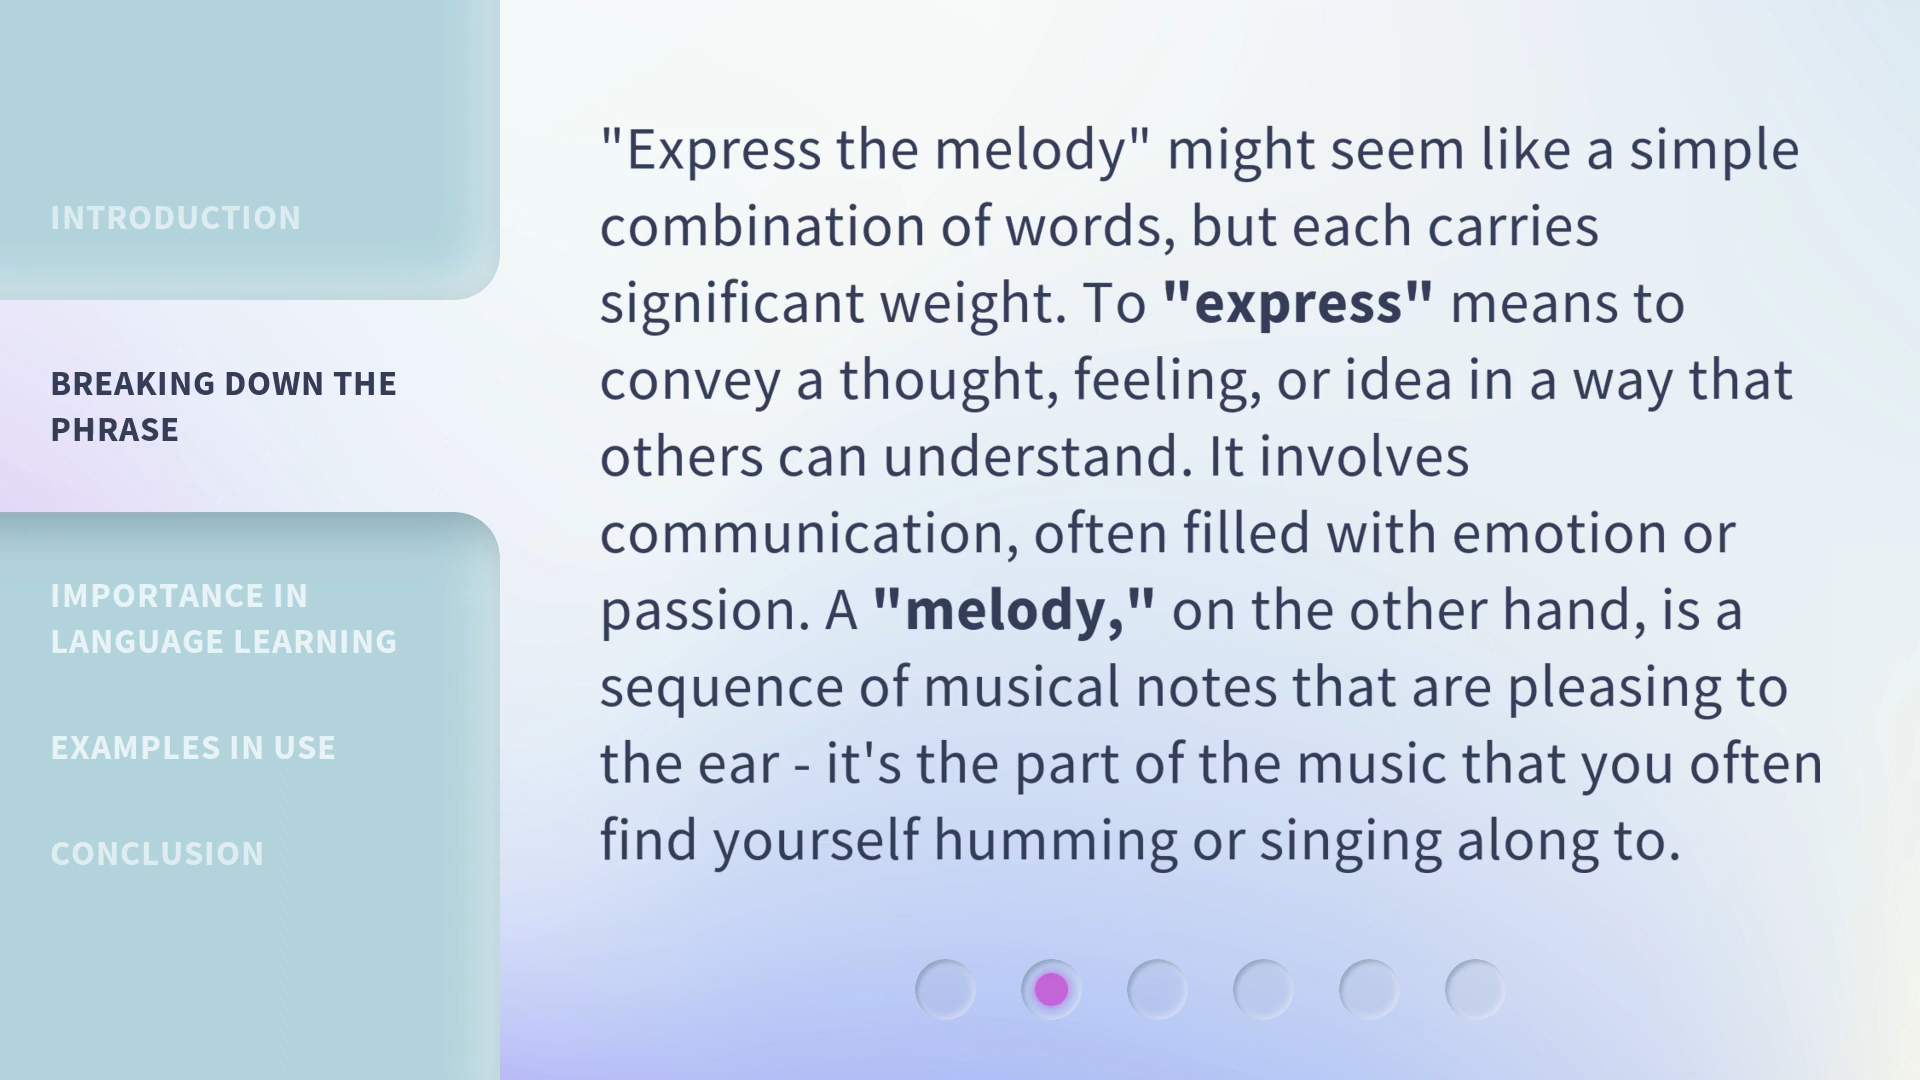 INTRODUCTION
BREAKING DOWN THE
PHRASE
IMPORTANCE IN
LANGUAGE LEARNING
EXAMPLES IN USE
CONCLUSION
"Express the melody" might seem like a simple
combination of words, but each carries
significant weight. To "express" means to
convey a thought, feeling, or idea in a way that
others can understand. It involves
communication, often filled with emotion or
passion. A "melody," on the other hand, is a
sequence of musical notes that are pleasing to
the ear - it's the part of the music that you often
find yourself humming or singing along to.